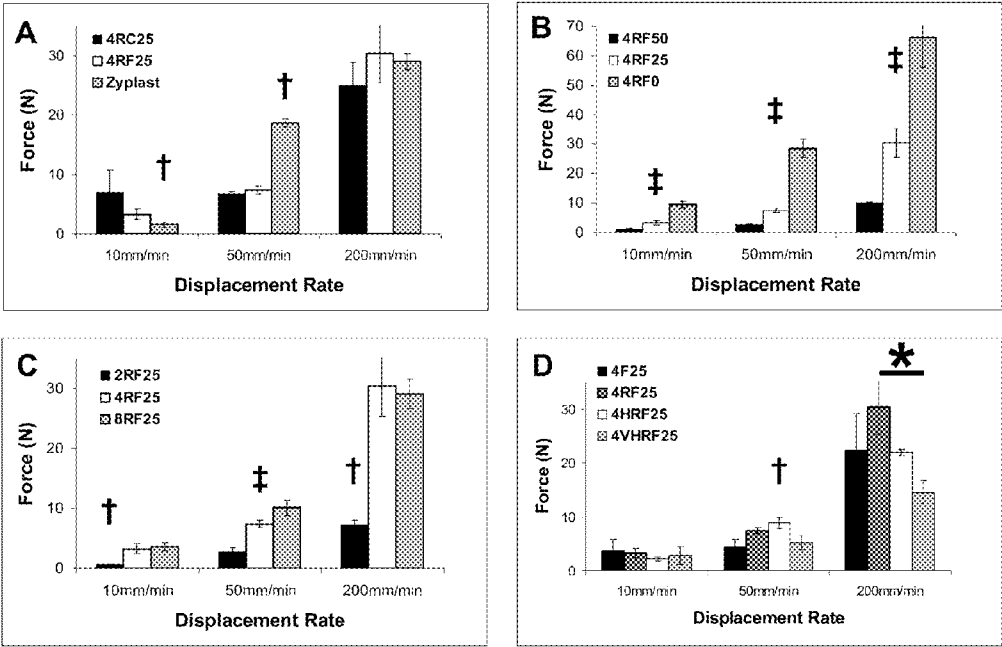 A
4RC25
4RF25
Zyplast
Force (N)
30
20
10
0
†
†
10mm/min 50mm/min 200mm/min
Displacement Rate
B
4RF50
4RF25
4RF0
Force (N)
70
60
50
40
30
20
10
0
‡
‡
‡
10mm/min 50mm/min 200mm/min
Displacement Rate
C
2RF25
4RF25
8RF25
Force (N)
30
20
10
0
†
‡
†
10mm/min 50mm/min 200mm/min
Displacement Rate
D
4F25
4RF25
4HRF25
4VHRF25
Force (N)
30
20
10
0
†
*
10mm/min 50mm/min 200mm/min
Displacement Rate